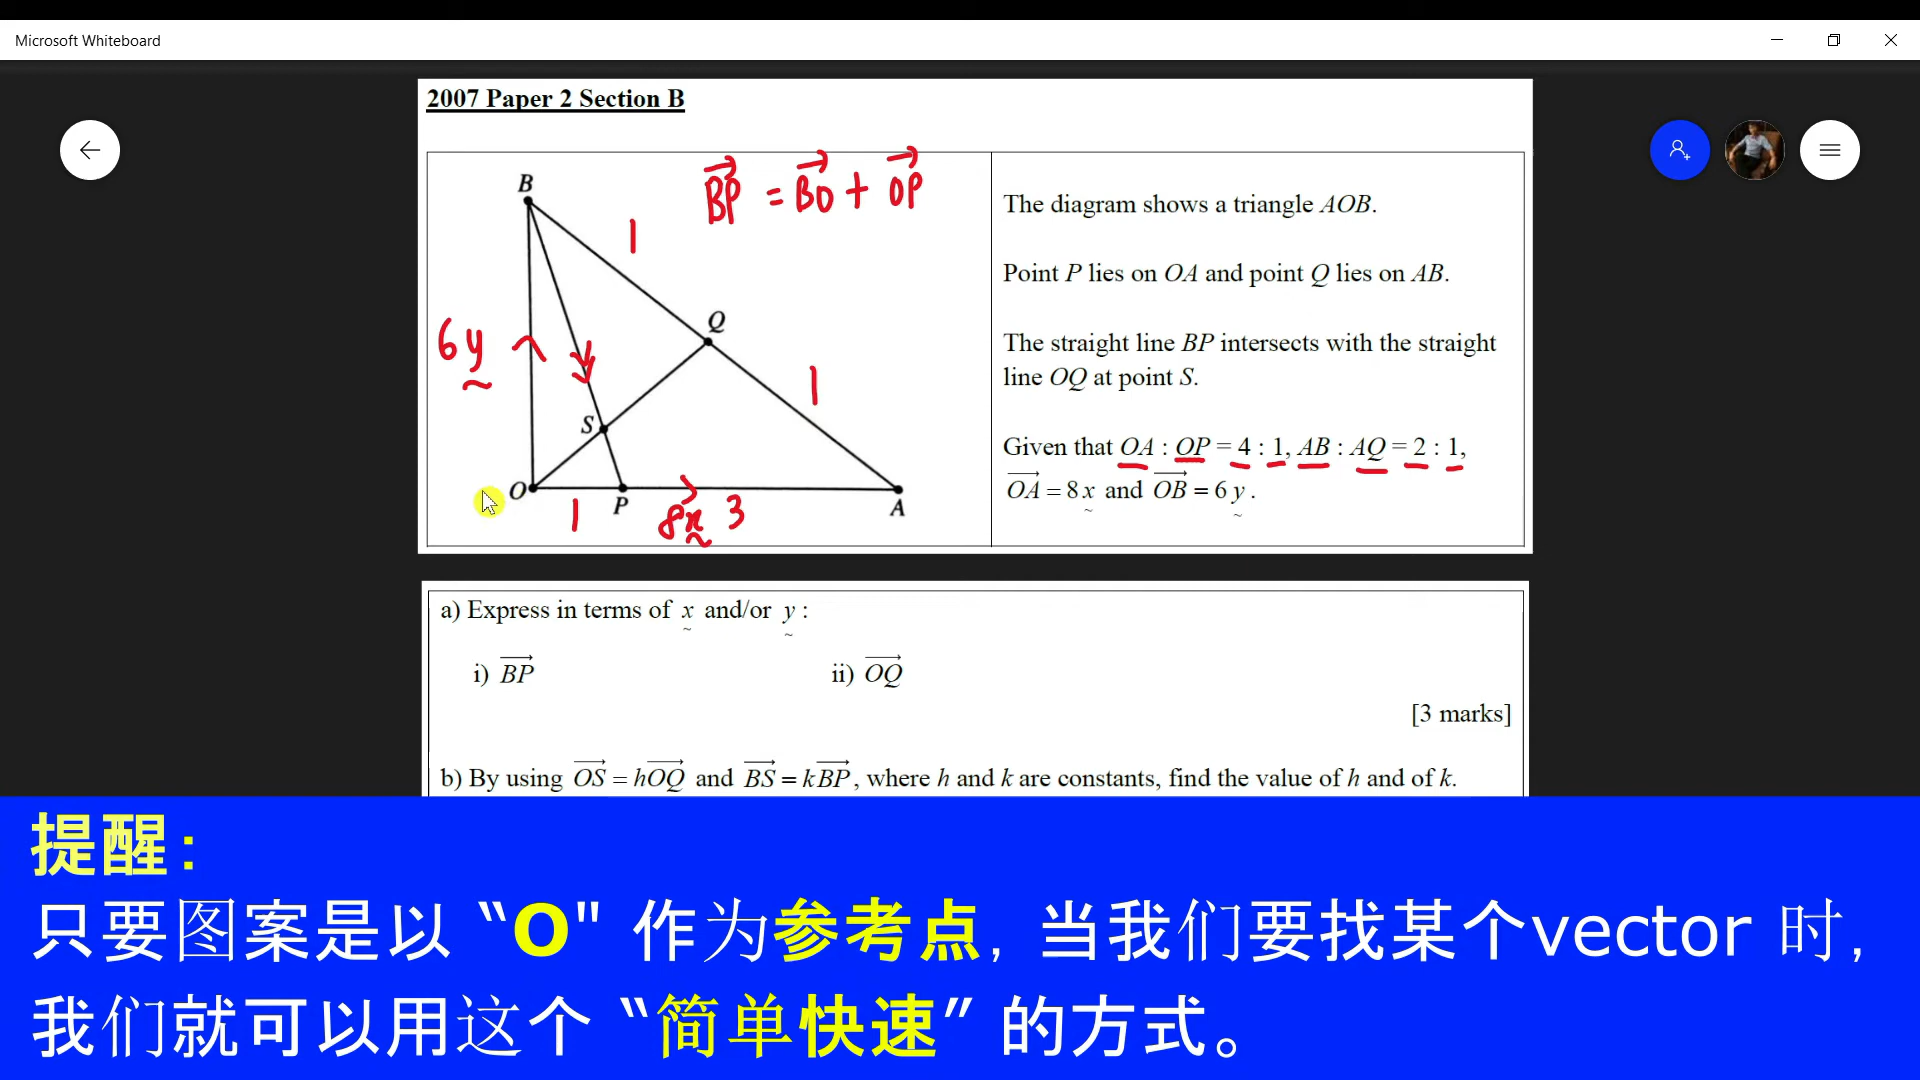 Microsoft Whiteboard
2007 Paper 2 Section B
BP = BO + OP
B
1
Q
6y
1
S
O
P
A
1
8x 3
The diagram shows a triangle AOB.
Point P lies on OA and point Q lies on AB.
The straight line BP intersects with the straight
line OQ at point S.
Given that OA : OP = 4 : 1, AB : AQ = 2 : 1,
OA = 8x and OB = 6y .
a) Express in terms of x and/or y :
i) BP ii) OQ
[3 marks]
b) By using OS = hOQ and BS = kBP , where h and k are constants, find the value of h and of k.
提醒：
只要图案是以 “O" 作为参考点，当我们要找某个vector 时，
我们就可以用这个 “简单快速” 的方式。